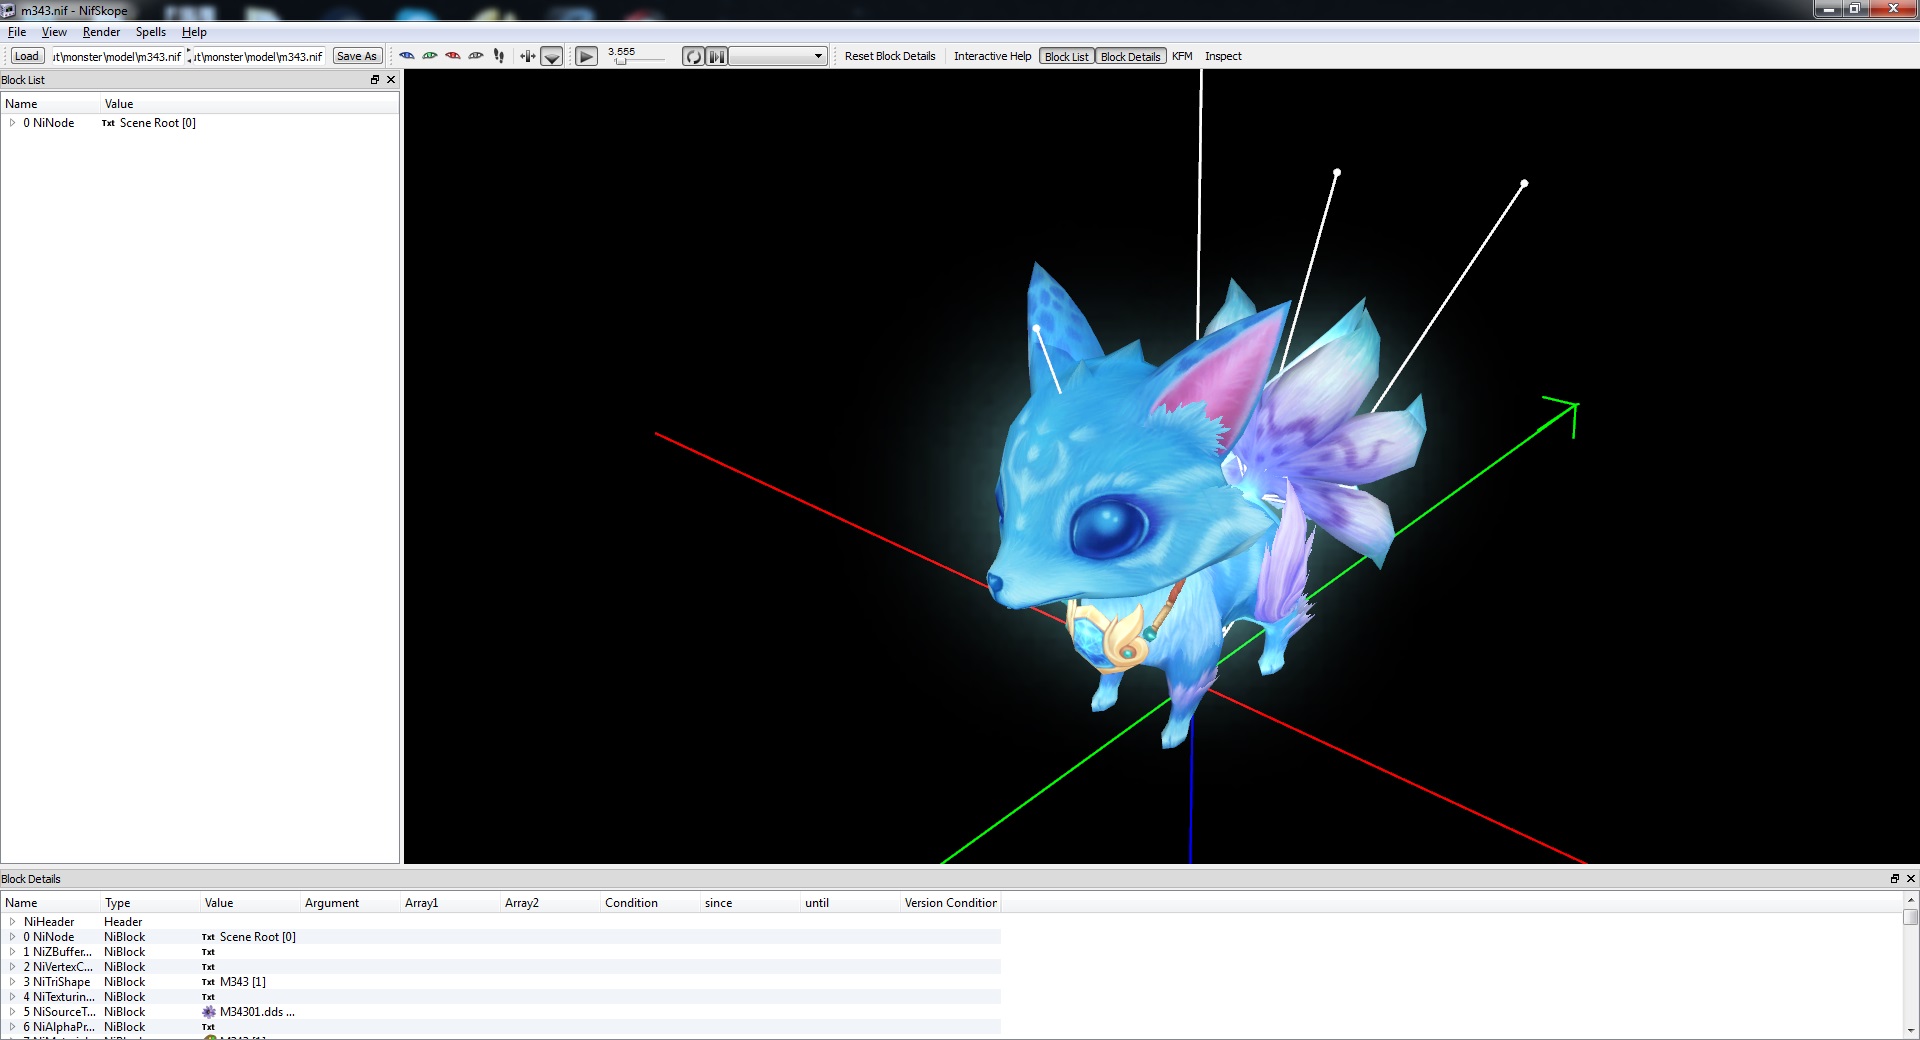 m343.nif - NifSkope
File View Render Spells Help
Load ut\monster\model\m343.nif ut\monster\model\m343.nif Save As 3.555 Reset Block Details Interactive Help Block List Block Details KFM Inspect
Block List
Name Value
0 NiNode Txt Scene Root [0]
Block Details
Name Type Value Argument Array1 Array2 Condition since until Version Condition
NiHeader Header
0 NiNode NiBlock Txt Scene Root [0]
1 NiZBuffer... NiBlock Txt
2 NiVertexC... NiBlock Txt
3 NiTriShape NiBlock Txt M343 [1]
4 NiTexturin... NiBlock Txt
5 NiSourceT... NiBlock M34301.dds ...
6 NiAlphaPr... NiBlock Txt